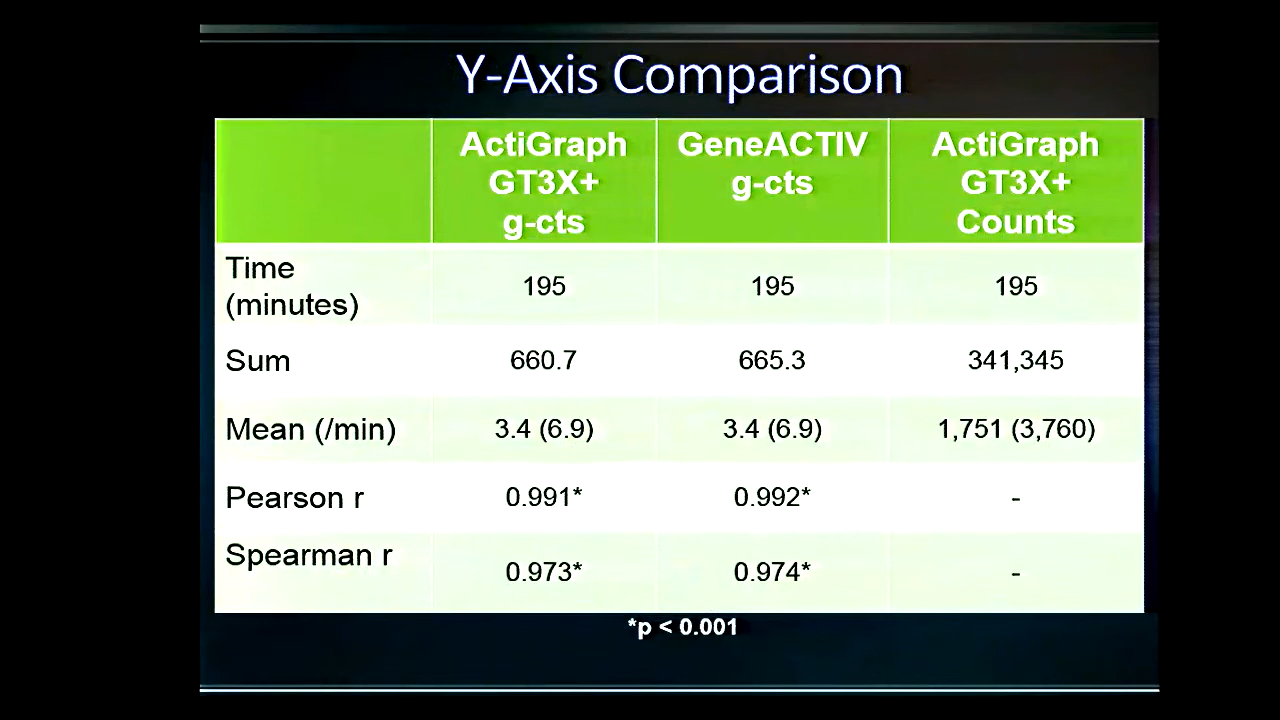 Y-Axis Comparison
ActiGraph GT3X+ g-cts
GeneACTIV g-cts
ActiGraph GT3X+ Counts
Time (minutes) 195 195 195
Sum 660.7 665.3 341,345
Mean (/min) 3.4 (6.9) 3.4 (6.9) 1,751 (3,760)
Pearson r 0.991* 0.992* -
Spearman r 0.973* 0.974* -
*p < 0.001